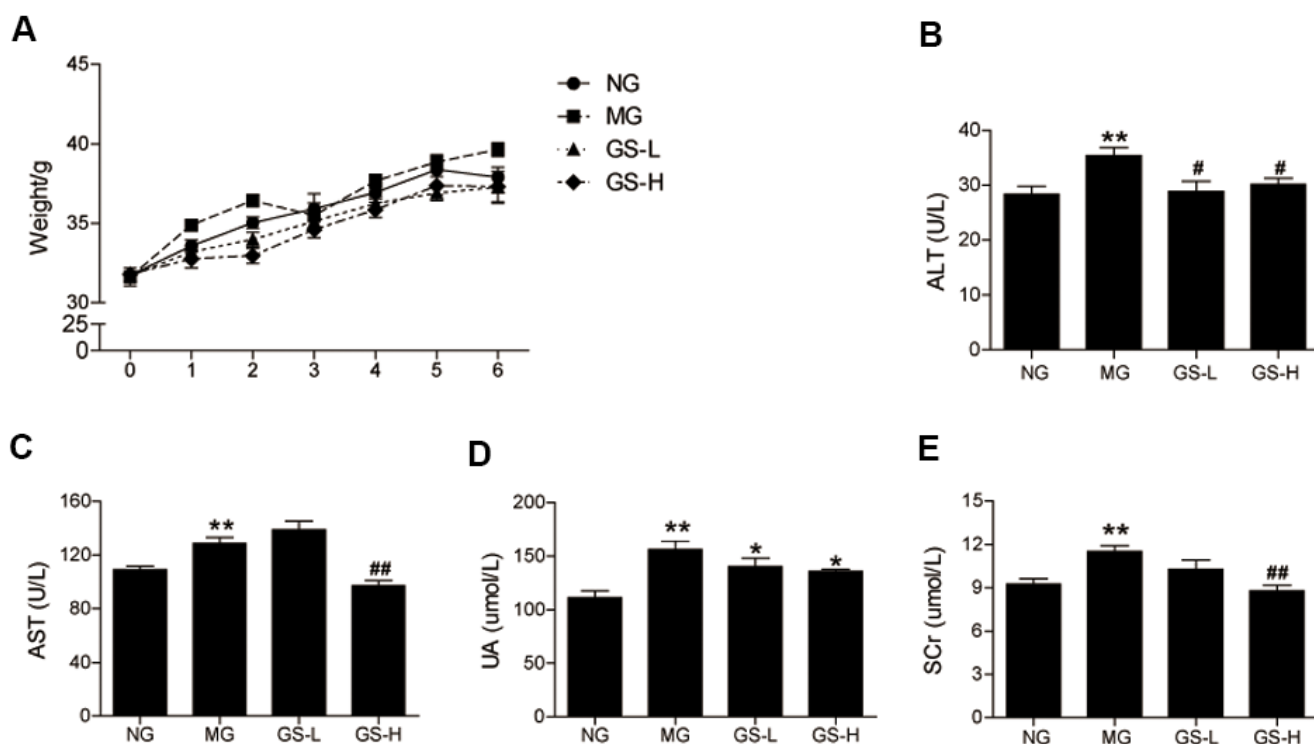 A
Weight/g
45
40
35
30
25
0
0 1 2 3 4 5 6
NG
MG
GS-L
GS-H
B
ALT (U/L)
40
30
20
10
0
** # #
NG MG GS-L GS-H
C
AST (U/L)
160
120
80
40
0
** ##
NG MG GS-L GS-H
D
UA (umol/L)
200
150
100
50
0
** * *
NG MG GS-L GS-H
E
SCr (umol/L)
15
12
9
6
3
0
** ##
NG MG GS-L GS-H